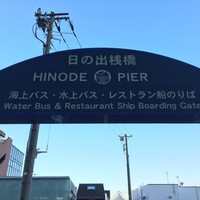 日の出桟橋
HINODE PIER
海上バス・水上バス・レストラン船のりば
Water Bus & Restaurant Ship Boarding Gate